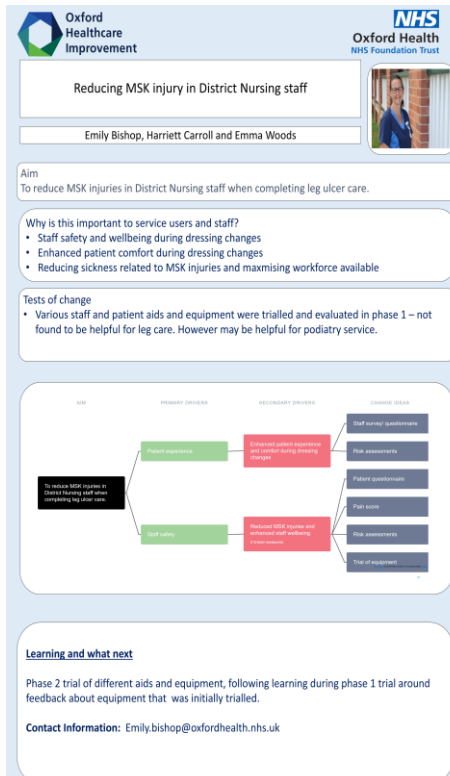 Oxford
Healthcare
Improvement
NHS
Oxford Health
NHS Foundation Trust
Reducing MSK injury in District Nursing staff
Emily Bishop, Harriett Carroll and Emma Woods
Aim
To reduce MSK injuries in District Nursing staff when completing leg ulcer care.
Why is this important to service users and staff?
• Staff safety and wellbeing during dressing changes
• Enhanced patient comfort during dressing changes
• Reducing sickness related to MSK injuries and maxmising workforce available
Tests of change
• Various staff and patient aids and equipment were trialled and evaluated in phase 1 – not
found to be helpful for leg care. However may be helpful for podiatry service.
AIM
PRIMARY DRIVERS
SECONDARY DRIVERS
CHANGE IDEAS
To reduce MSK injuries in
District Nursing staff when
completing leg ulcer care.
Patient experience
Staff safety
Enhanced patient experience
and comfort during dressing
changes
Reduced MSK injuries and
enhanced staff wellbeing.
Staff survey/ questionnaire
Risk assessments
Patient questionnaire
Pain score
Risk assessments
Trial of equipment
Learning and what next
Phase 2 trial of different aids and equipment, following learning during phase 1 trial around
feedback about equipment that was initially trialled.
Contact Information: Emily.bishop@oxfordhealth.nhs.uk